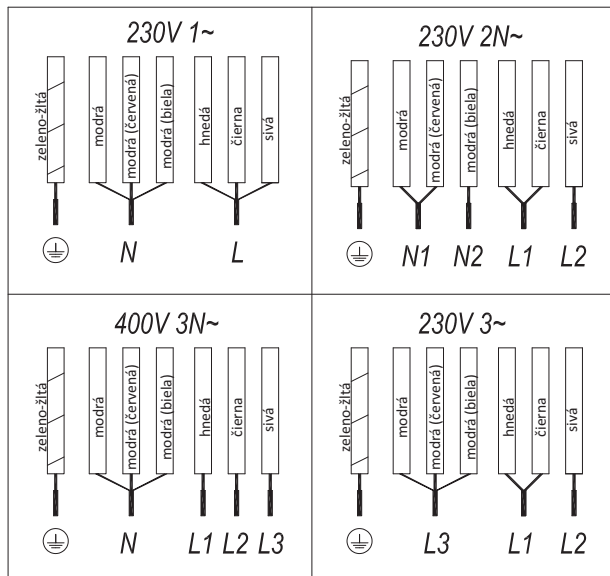 230V 1~
zeleno-žltá
modrá
modrá (červená)
modrá (biela)
hnedá
čierna
sivá
N L
230V 2N~
zeleno-žltá
modrá
modrá (červená)
modrá (biela)
hnedá
čierna
sivá
N1 N2 L1 L2
400V 3N~
zeleno-žltá
modrá
modrá (červená)
modrá (biela)
hnedá
čierna
sivá
N L1 L2 L3
230V 3~
zeleno-žltá
modrá
modrá (červená)
modrá (biela)
hnedá
čierna
sivá
L3 L1 L2